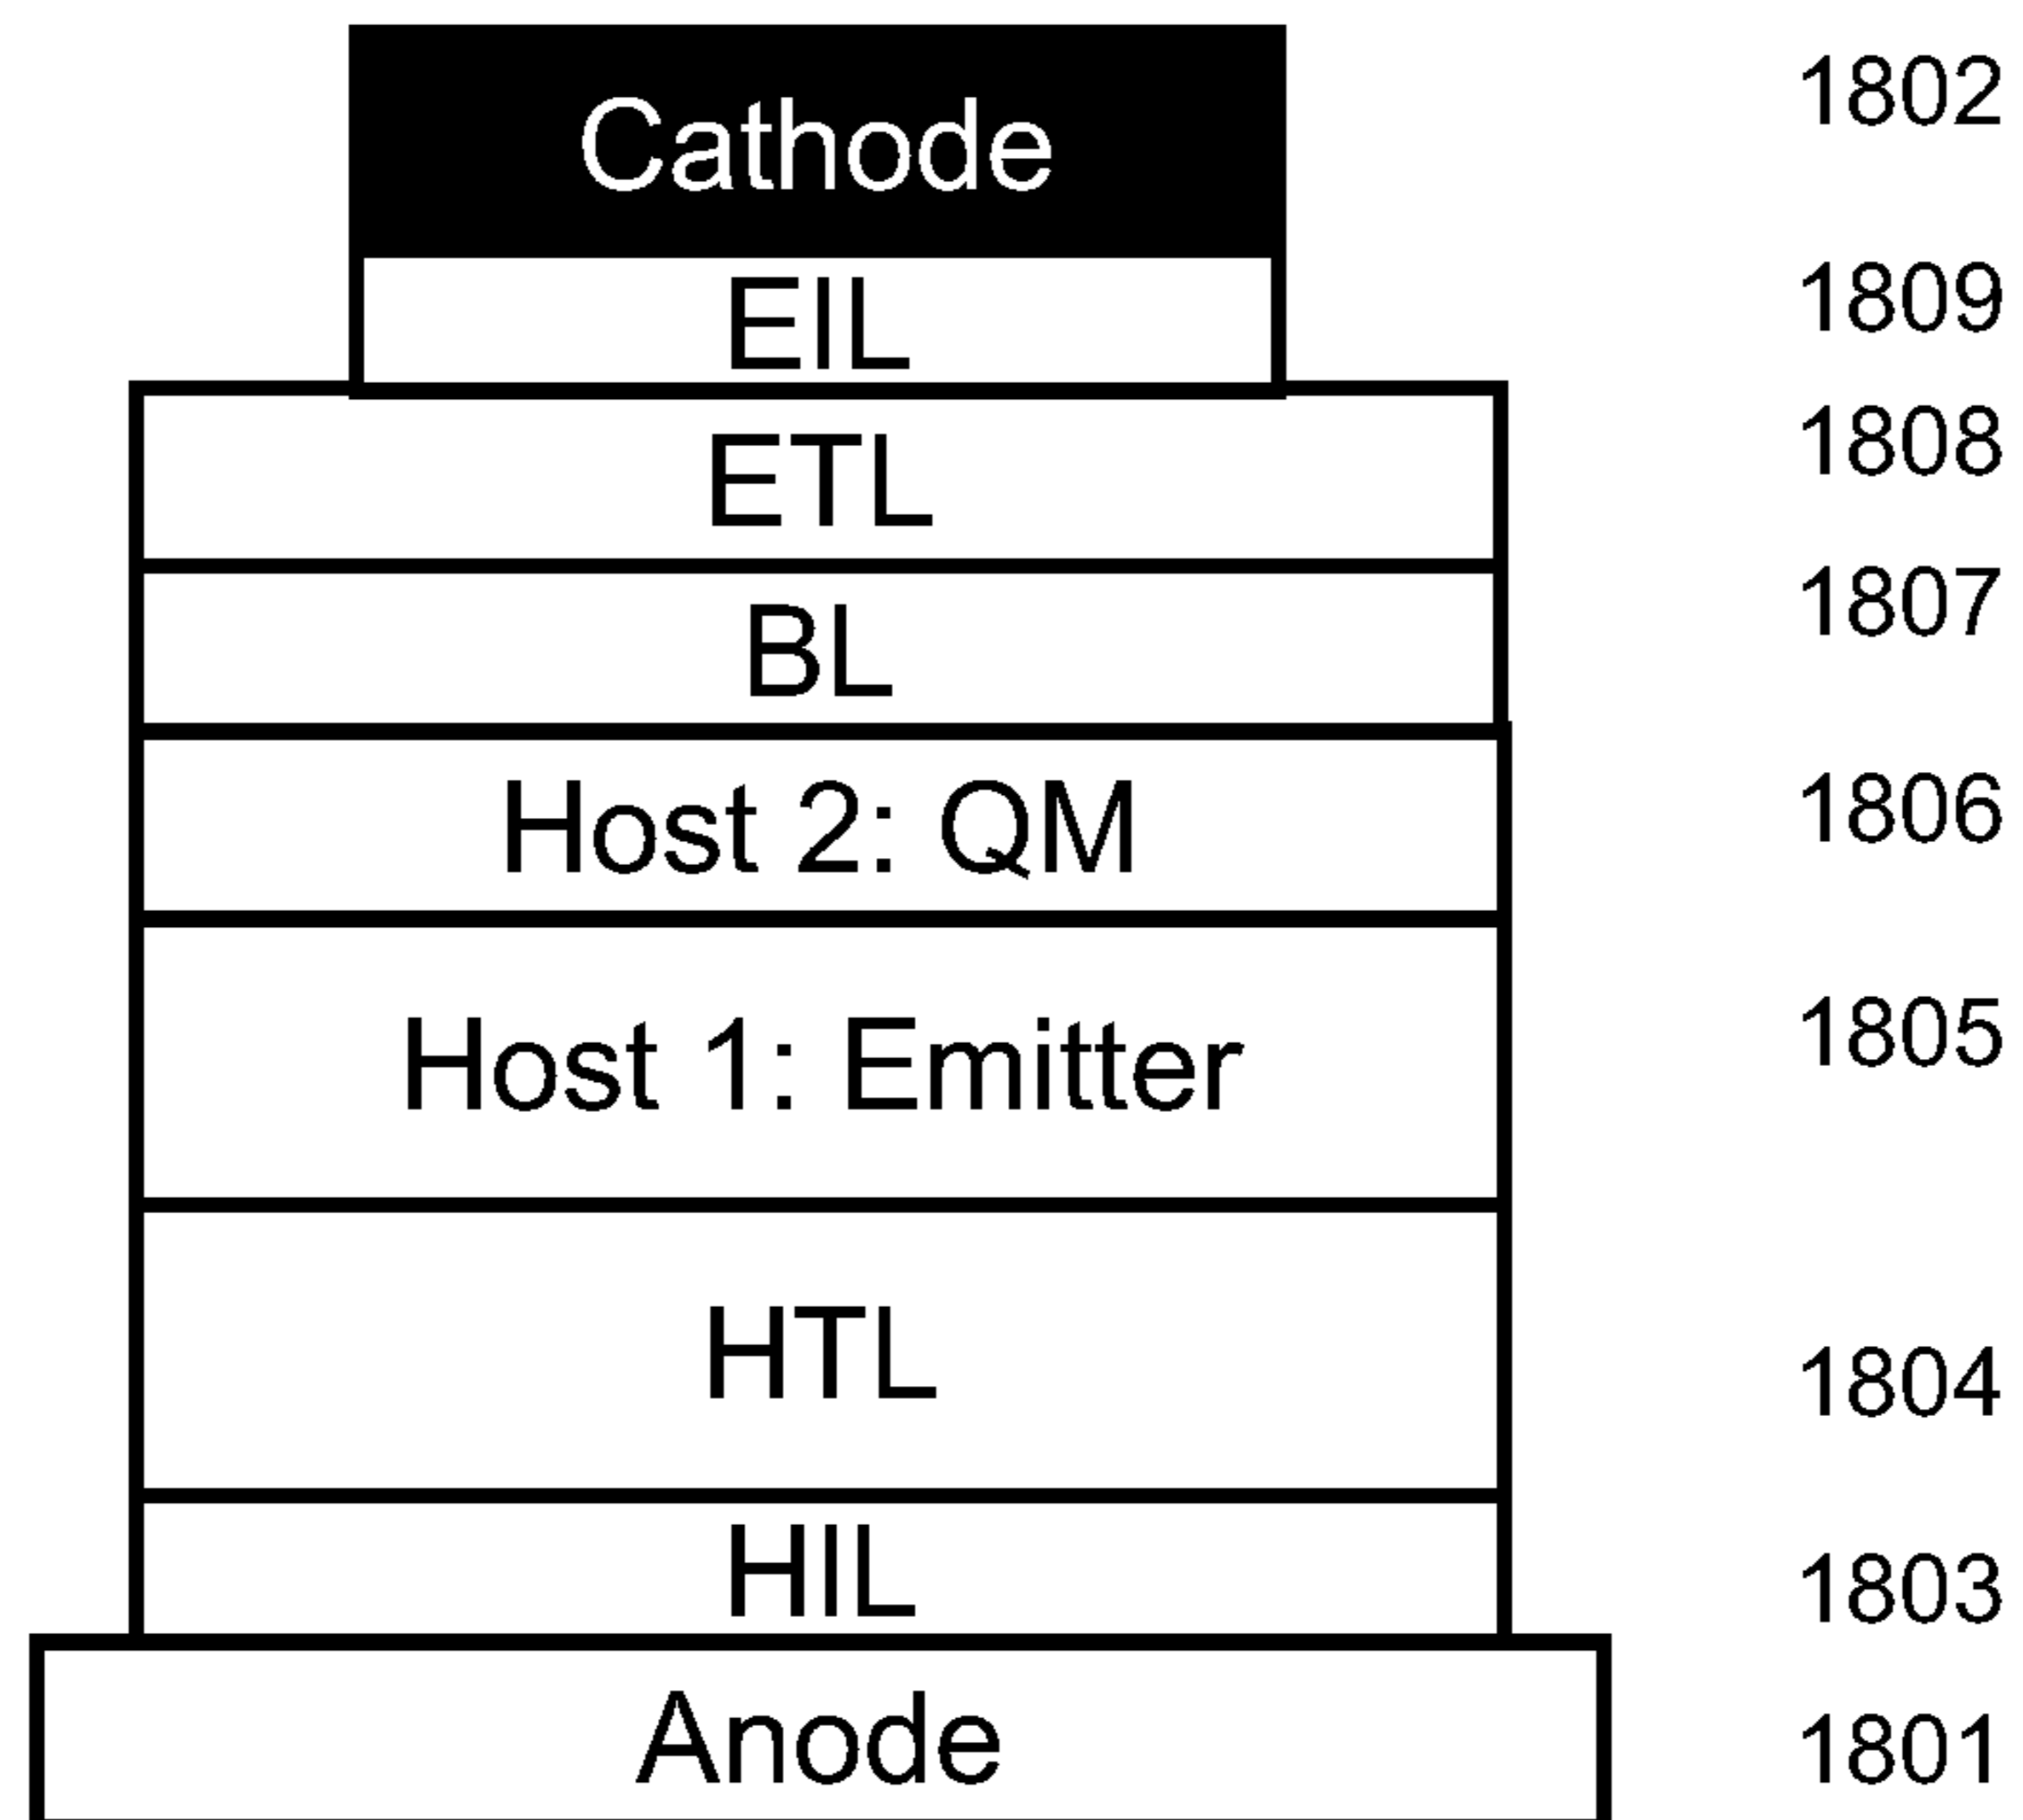 Cathode 1802
EIL 1809
ETL 1808
BL 1807
Host 2: QM 1806
Host 1: Emitter 1805
HTL 1804
HIL 1803
Anode 1801